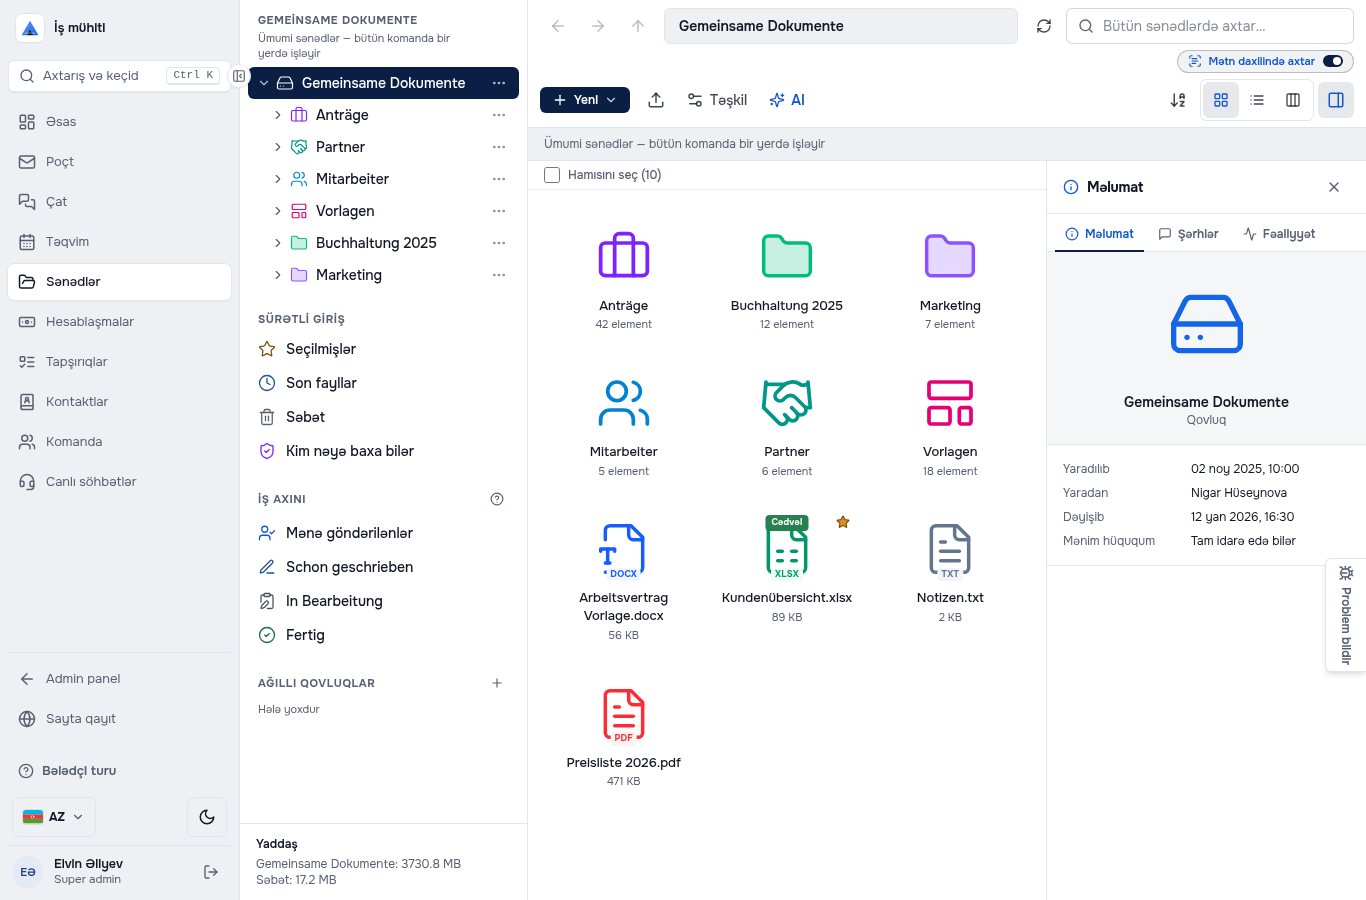 İş mühiti
Axtarış və keçid
Ctrl K
Əsas
Poçt
Çat
Təqvim
Sənədlər
Hesablaşmalar
Tapşırıqlar
Kontaktlar
Komanda
Canlı söhbətlər
Admin panel
Sayta qayıt
Bələdçi turu
AZ
EƏ
Elvin Əliyev
Super admin
GEMEİNSAME DOKUMENTE
Ümumi sənədlər — bütün komanda bir
yerdə işləyir
Gemeinsame Dokumente
Anträge
Partner
Mitarbeiter
Vorlagen
Buchhaltung 2025
Marketing
SÜRƏTLİ GİRİŞ
Seçilmişlər
Son fayllar
Səbət
Kim nəyə baxa bilər
İŞ AXINI
Mənə göndərilənlər
Schon geschrieben
In Bearbeitung
Fertig
AĞILLI QOVLUQLAR
Hələ yoxdur
Yaddaş
Gemeinsame Dokumente: 3730.8 MB
Səbət: 17.2 MB
Gemeinsame Dokumente
Bütün sənədlərdə axtar...
Mətn daxilində axtar
Yeni
Təşkil
AI
Ümumi sənədlər — bütün komanda bir yerdə işləyir
Hamısını seç (10)
Anträge
42 element
Buchhaltung 2025
12 element
Marketing
7 element
Mitarbeiter
5 element
Partner
6 element
Vorlagen
18 element
DOCX
Arbeitsvertrag
Vorlage.docx
56 KB
Cədvəl
XLSX
Kundenübersicht.xlsx
89 KB
TXT
Notizen.txt
2 KB
PDF
Preisliste 2026.pdf
471 KB
Məlumat
Məlumat
Şərhlər
Fəaliyyət
Gemeinsame Dokumente
Qovluq
Yaradılıb
02 noy 2025, 10:00
Yaradan
Nigar Hüseynova
Dəyişib
12 yan 2026, 16:30
Mənim hüququm
Tam idarə edə bilər
Problem bildir